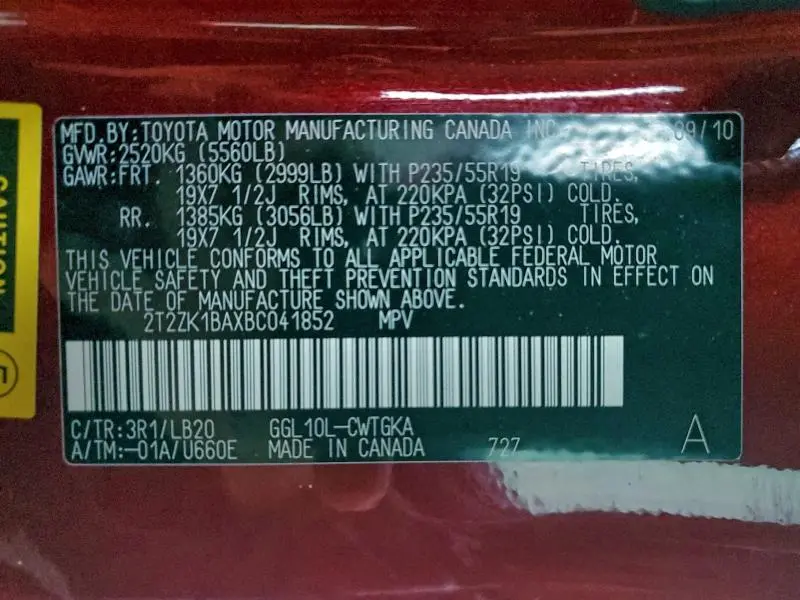 MFD.BY:TOYOTA MOTOR MANUFACTURING CANADA INC. 09/10
GVWR:2520KG (5560LB)
GAWR:FRT. 1360KG (2999LB) WITH P235/55R19 TIRES,
19X7 1/2J RIMS, AT 220KPA (32PSI) COLD.
RR. 1385KG (3056LB) WITH P235/55R19 TIRES,
19X7 1/2J RIMS, AT 220KPA (32PSI) COLD.
THIS VEHICLE CONFORMS TO ALL APPLICABLE FEDERAL MOTOR
VEHICLE SAFETY AND THEFT PREVENTION STANDARDS IN EFFECT ON
THE DATE OF MANUFACTURE SHOWN ABOVE.
2T2ZK1BAXBC041852 MPV
C/TR:3R1/LB20 GGL10L-CWTGKA
A/TM:-01A/U660E MADE IN CANADA 727
A
CAUTION